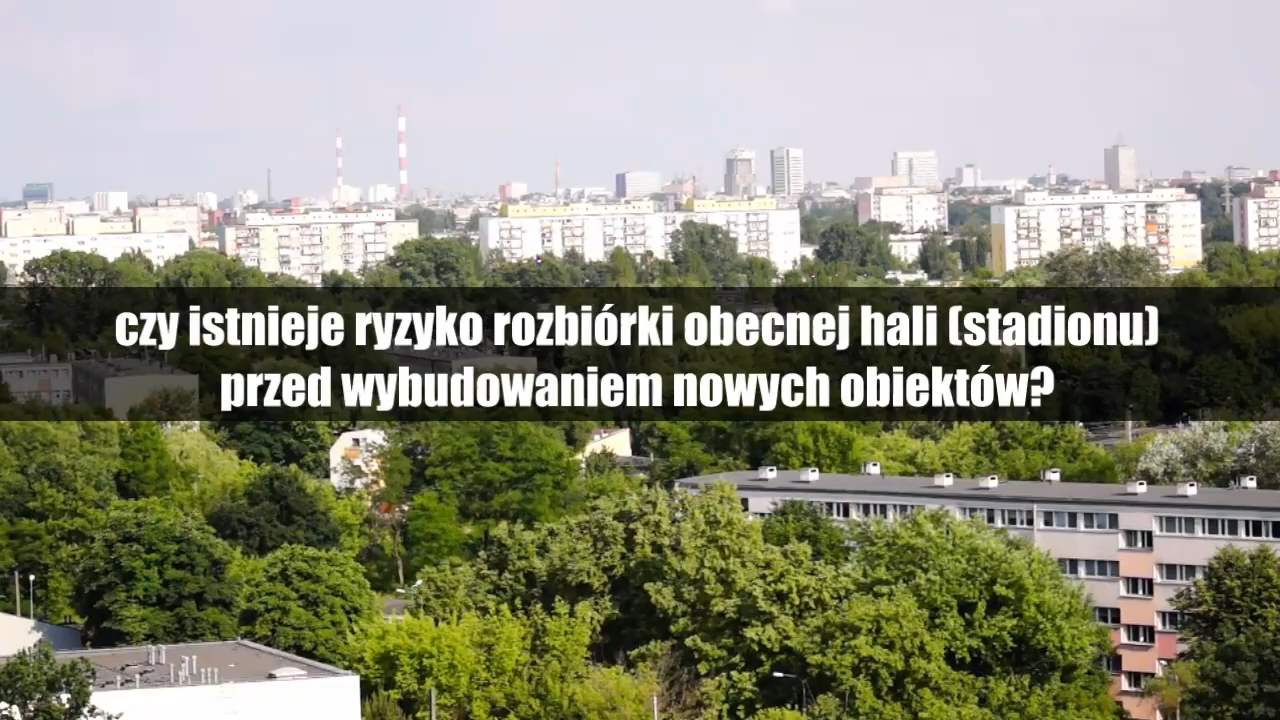 czy istnieje ryzyko rozbiórki obecnej hali (stadionu)
przed wybudowaniem nowych obiektów?